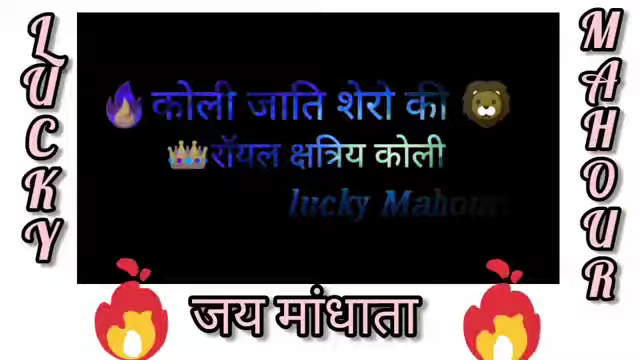 LUCKY
MAHOUR
🔥 कोली जाति शेरो की 🦁
👑रॉयल क्षत्रिय कोली
lucky Mahour
जय मांधाता